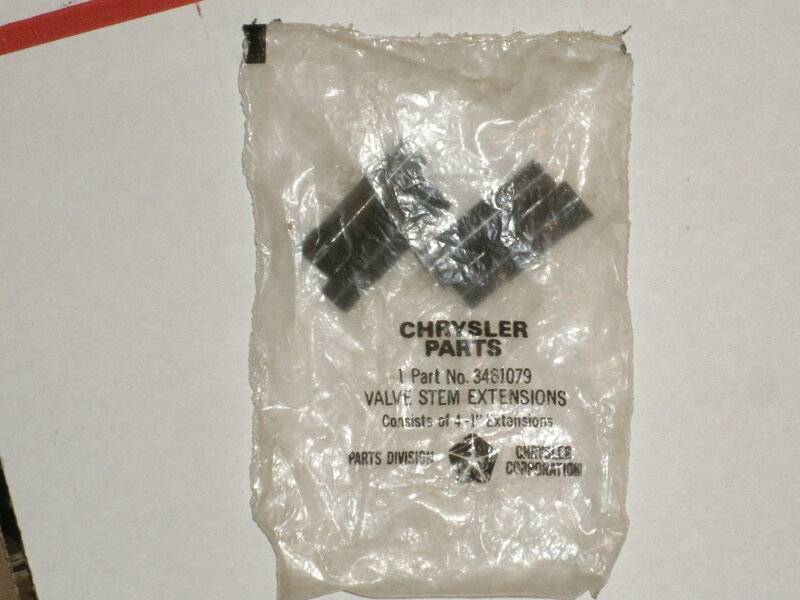 CHRYSLER
PARTS
1 Part No. 3461079
VALVE STEM EXTENSIONS
Consists of 4-1" Extensions
PARTS DIVISION CHRYSLER CORPORATION